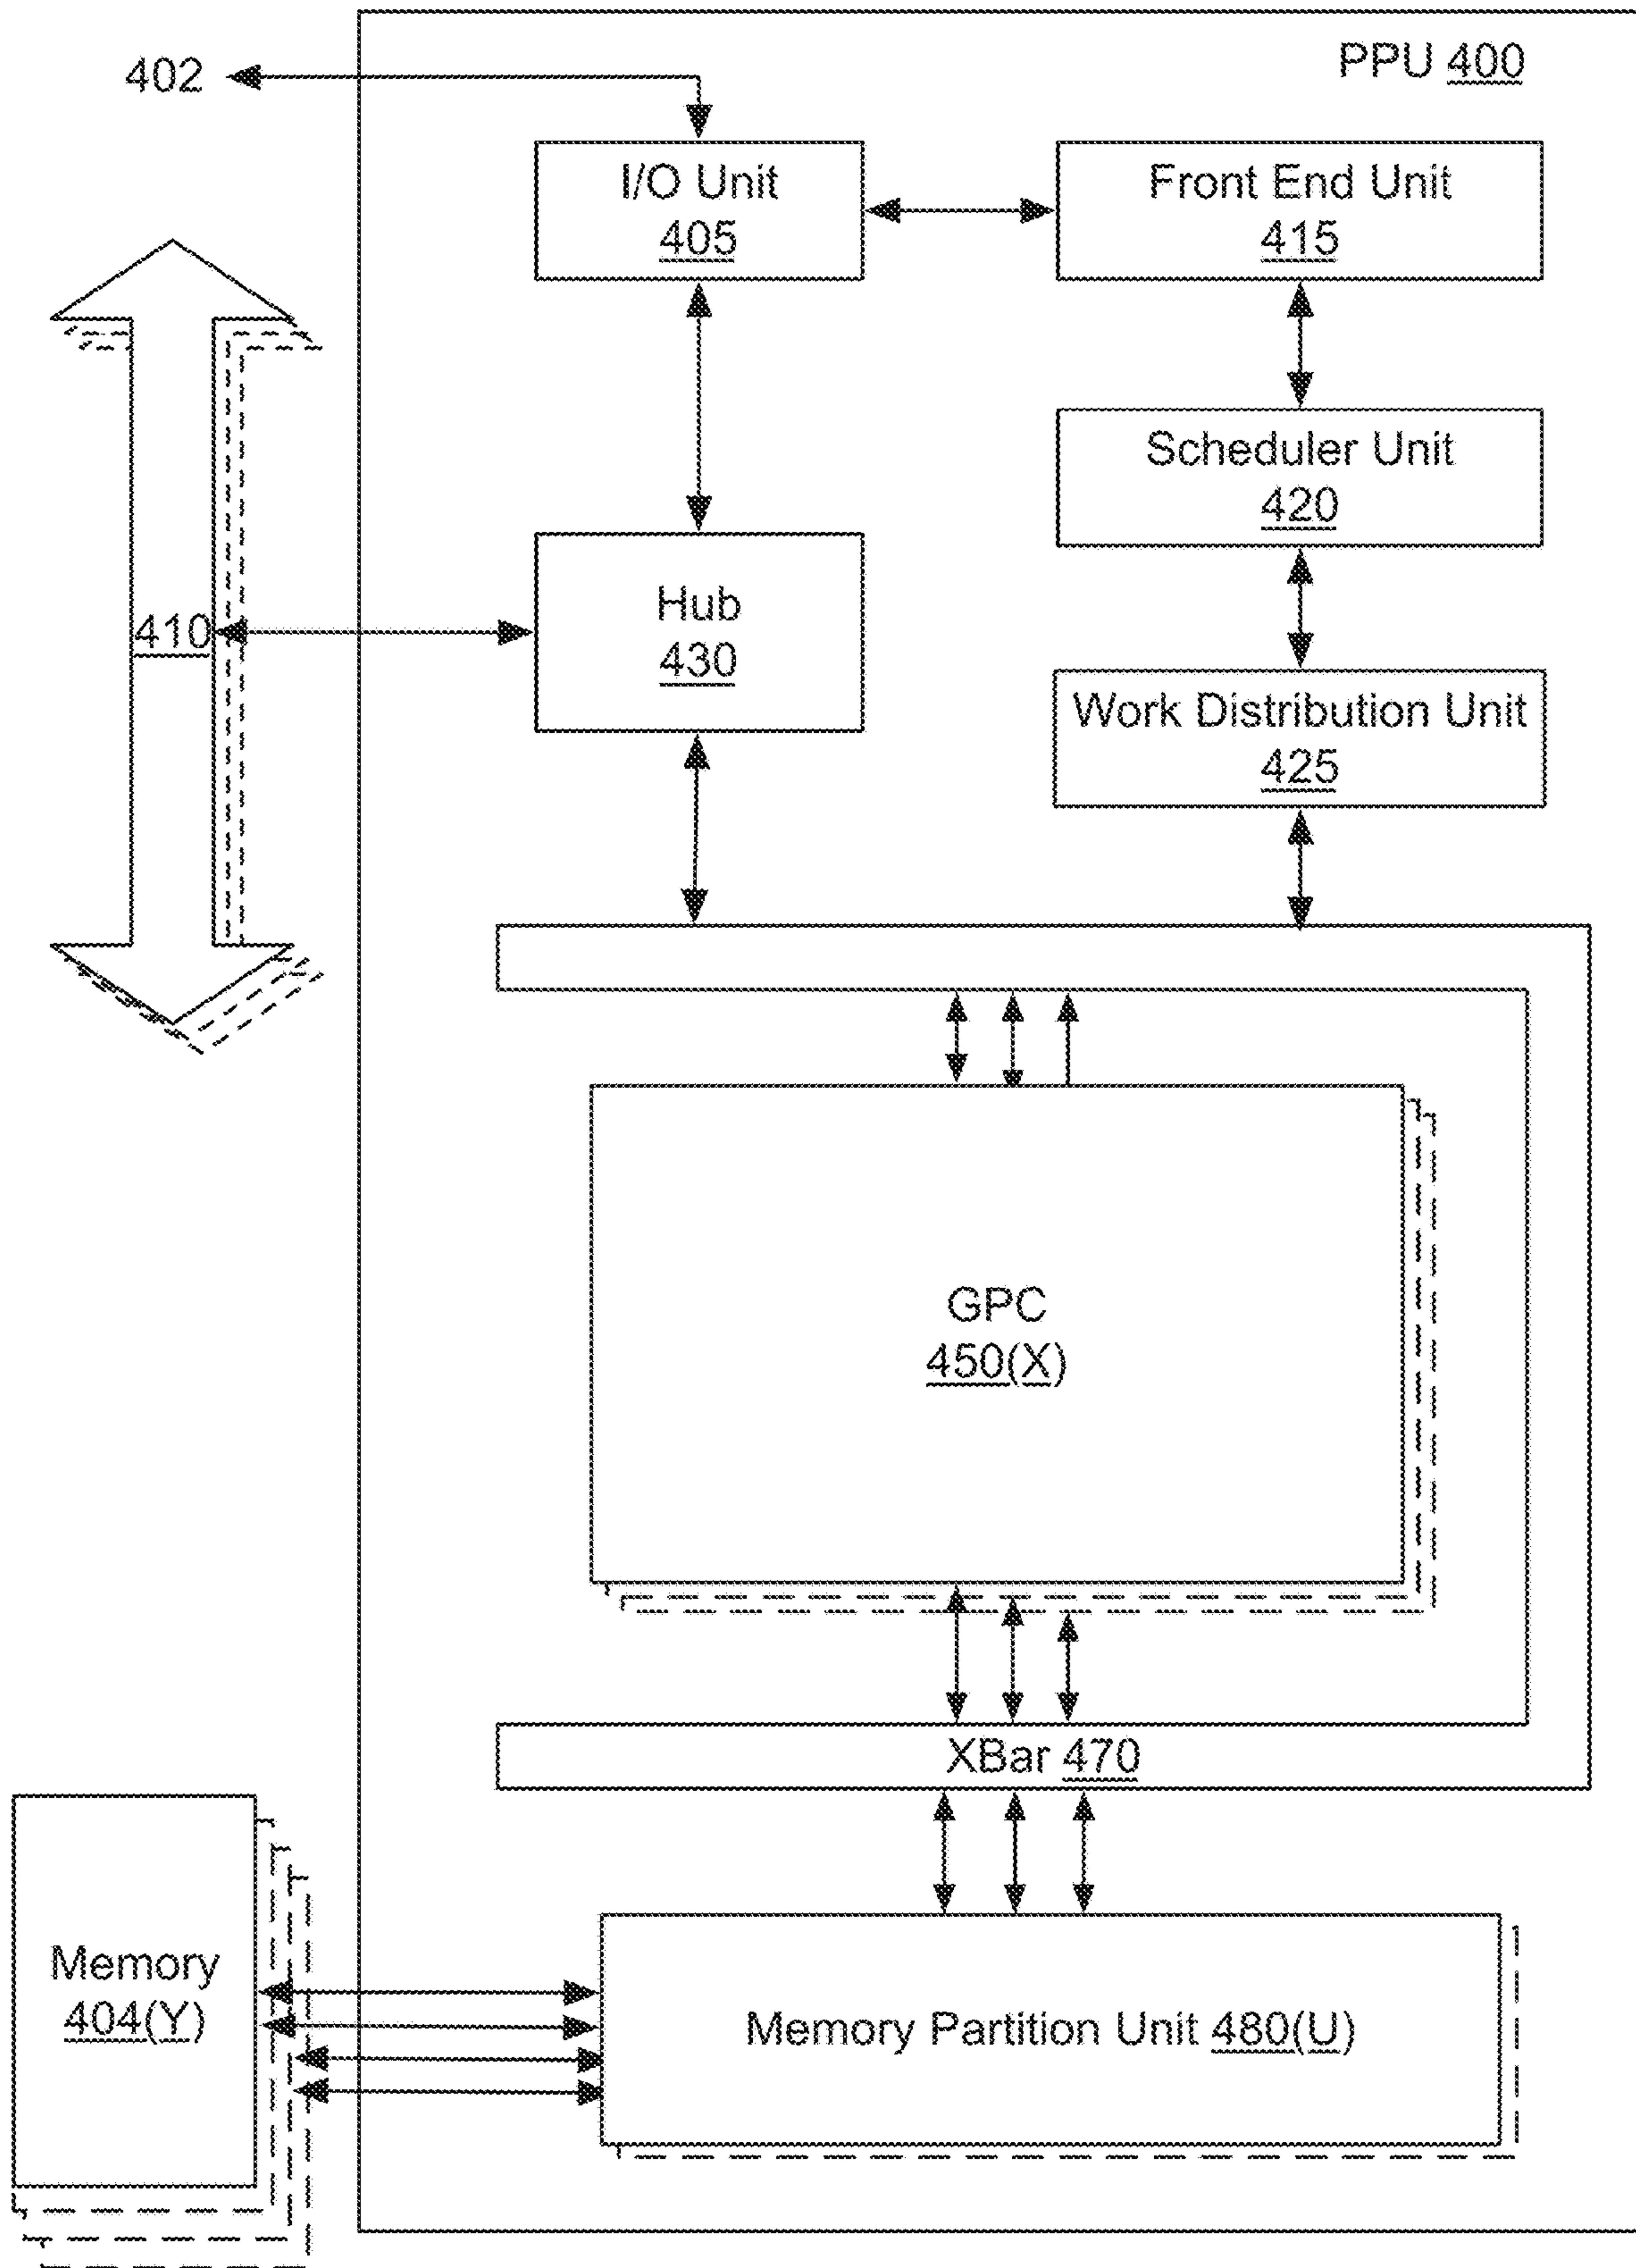 PPU 400
402
I/O Unit
405
Front End Unit
415
Scheduler Unit
420
410
Hub
430
Work Distribution Unit
425
GPC
450(X)
XBar 470
Memory
404(Y)
Memory Partition Unit 480(U)